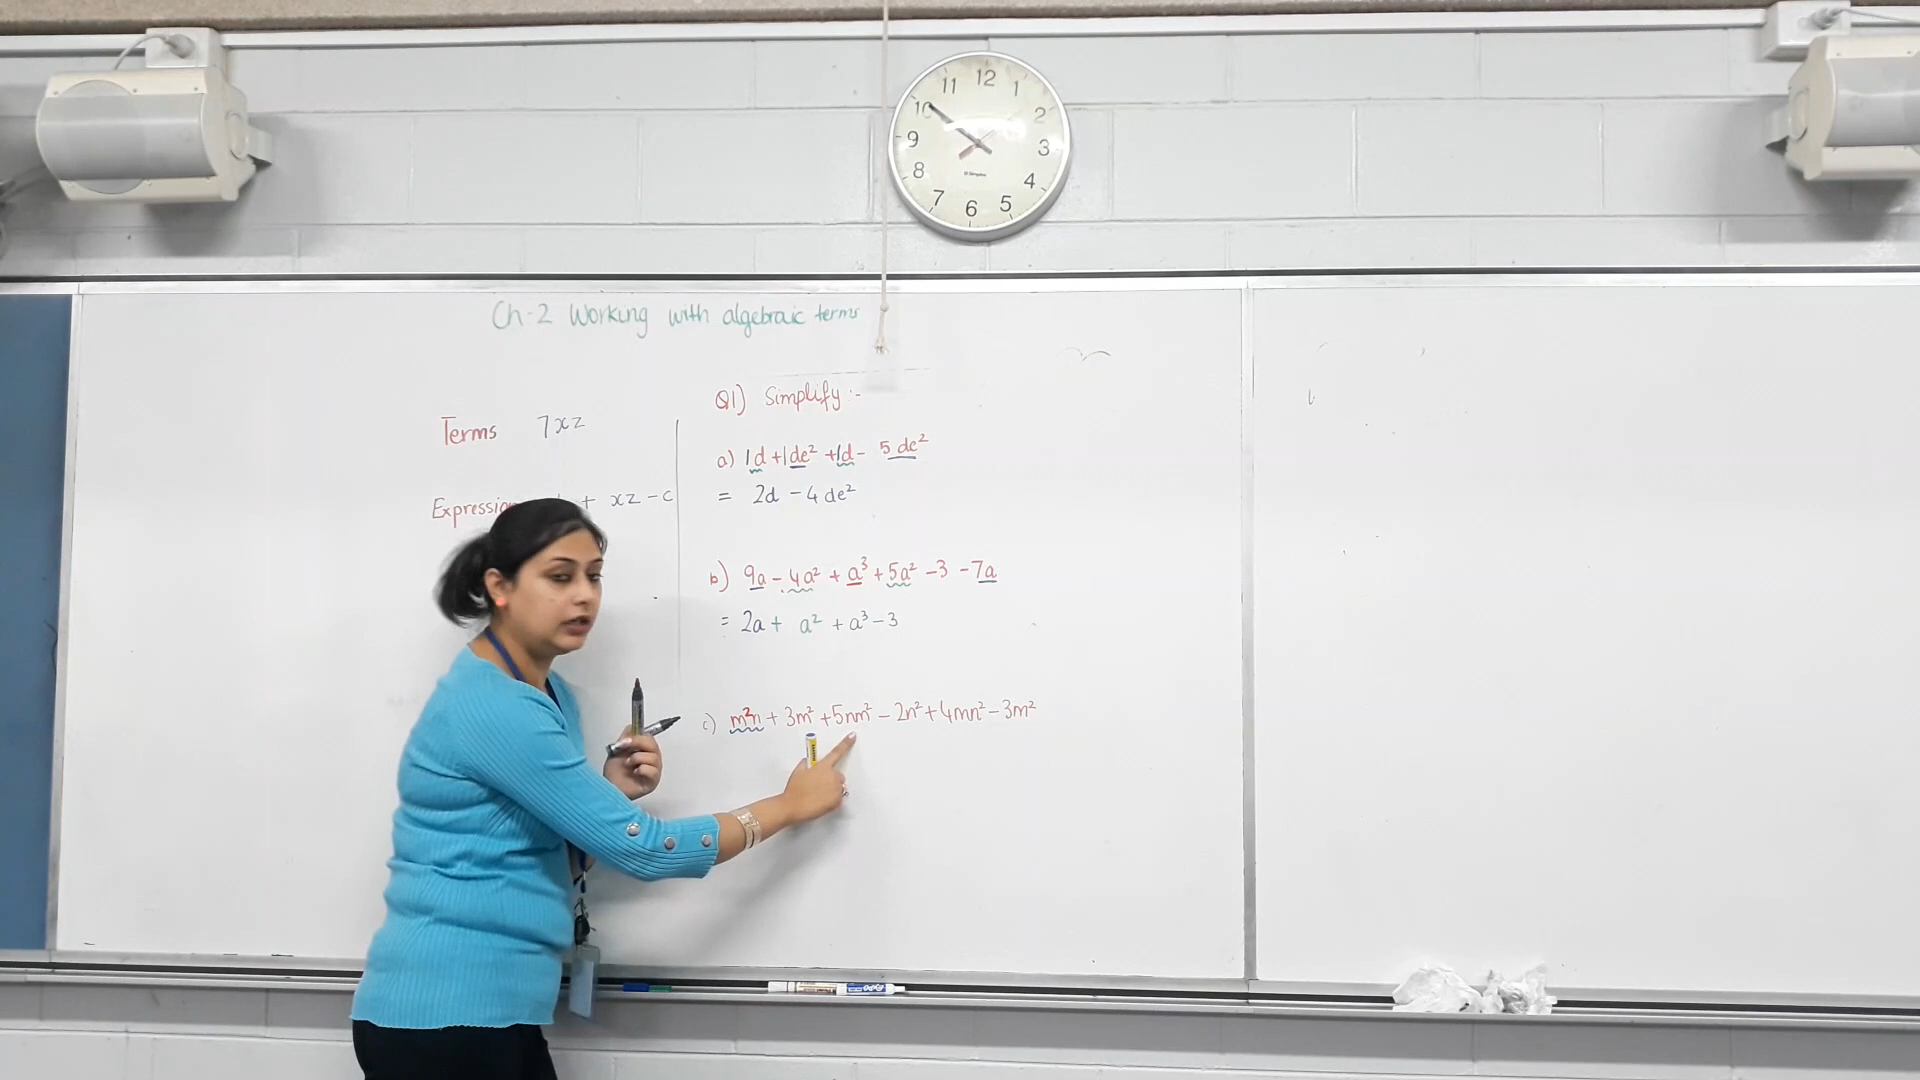 12
11 1
10 2
9 3
8 4
7 5
6
Ch-2 Working with algebraic terms
Q1) Simplify :-
Terms 7xz
a) 1d + 1de² + 1d - 5de²
Expression + xz - c
= 2d - 4de²
b) 9a - 4a² + a³ + 5a² - 3 - 7a
= 2a + a² + a³ - 3
c) m²n + 3m² + 5nm² - 2n² + 4mn² - 3m²